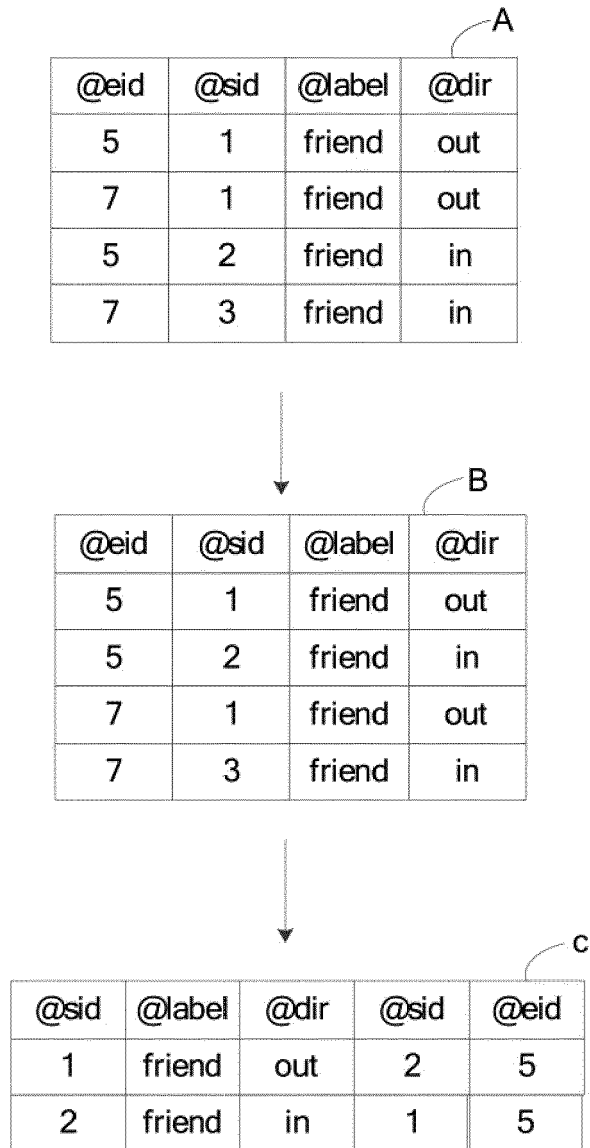 A
@eid @sid @label @dir
5 1 friend out
7 1 friend out
5 2 friend in
7 3 friend in
B
@eid @sid @label @dir
5 1 friend out
5 2 friend in
7 1 friend out
7 3 friend in
c
@sid @label @dir @sid @eid
1 friend out 2 5
2 friend in 1 5